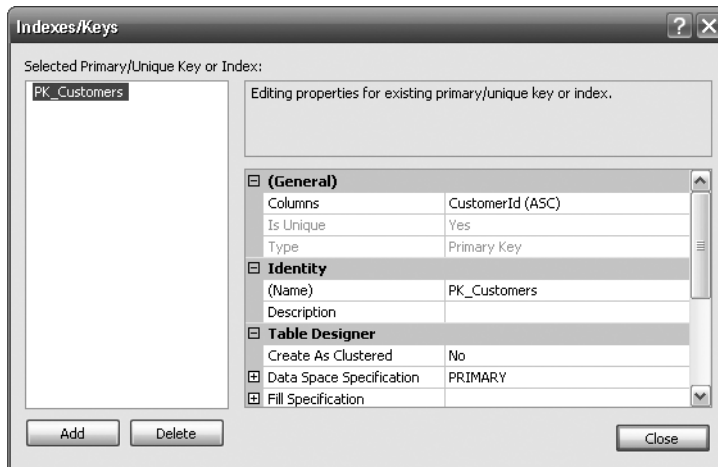 Indexes/Keys
Selected Primary/Unique Key or Index:
PK_Customers
Editing properties for existing primary/unique key or index.
(General)
Columns CustomerId (ASC)
Is Unique Yes
Type Primary Key
Identity
(Name) PK_Customers
Description
Table Designer
Create As Clustered No
Data Space Specification PRIMARY
Fill Specification
Add Delete
Close